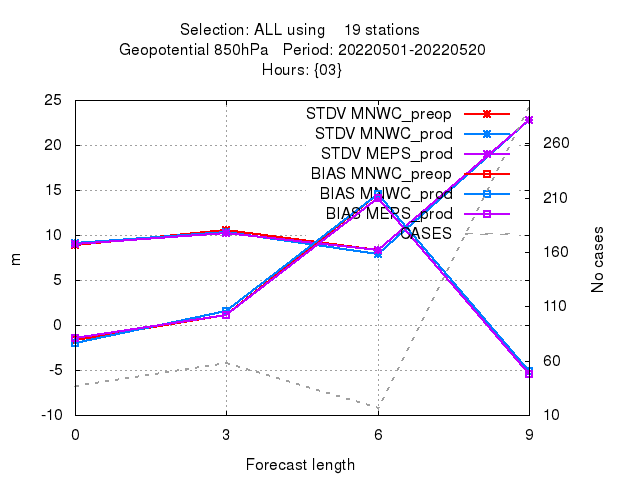 Selection: ALL using    19 stations
Geopotential 850hPa   Period: 20220501-20220520
Hours: {03}
25
20
15
10
5
0
-5
-10
m
STDV MNWC_preop
STDV MNWC_prod
STDV MEPS_prod
BIAS MNWC_preop
BIAS MNWC_prod
BIAS MEPS_prod
CASES
260
210
160
110
60
10
No cases
0 3 6 9
Forecast length